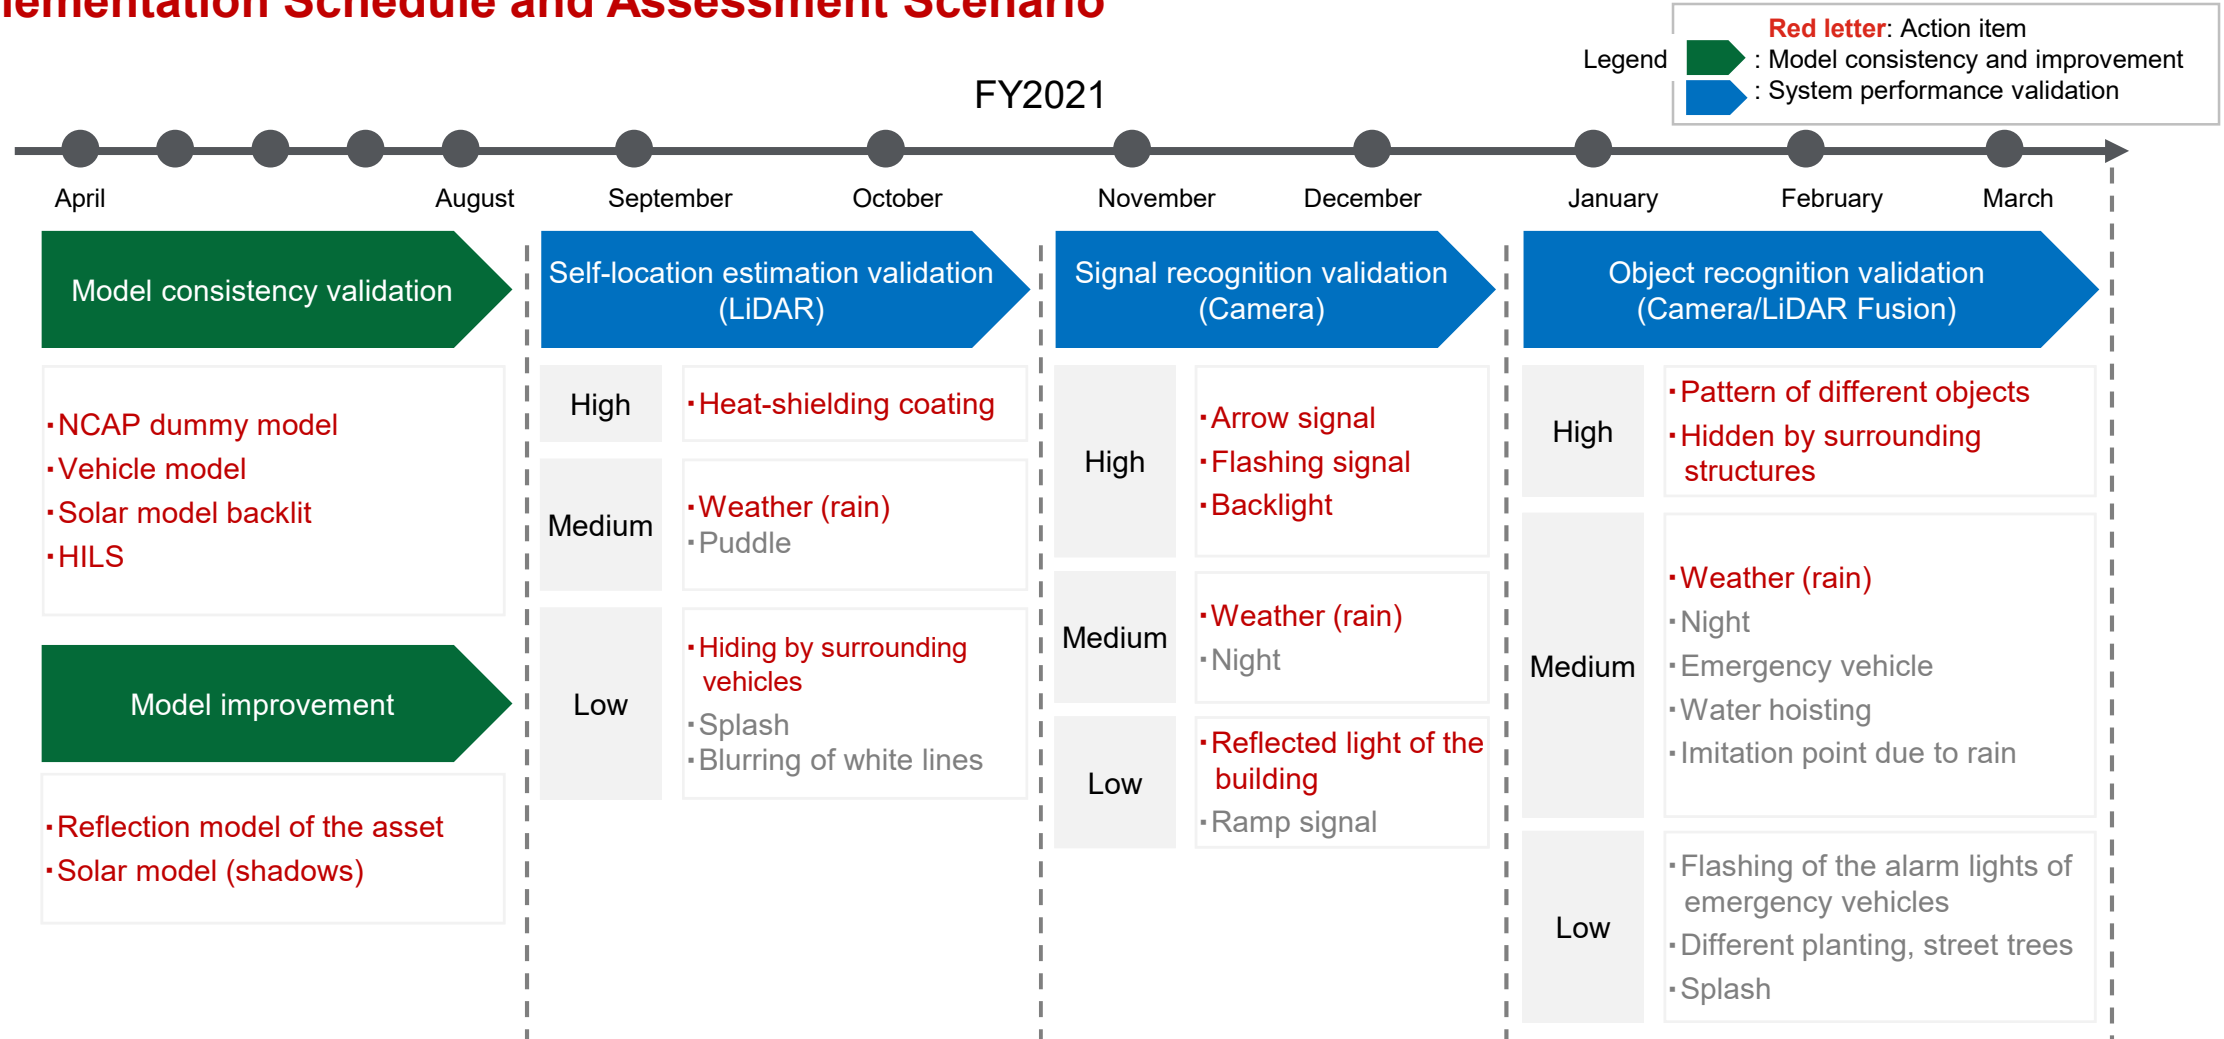 Implementation Schedule and Assessment Scenario
Legend
Red letter: Action item
: Model consistency and improvement
: System performance validation
FY2021
April
August
September
October
November
December
January
February
March
Model consistency validation
・NCAP dummy model
・Vehicle model
・Solar model backlit
・HILS
Model improvement
・Reflection model of the asset
・Solar model (shadows)
Self-location estimation validation
(LiDAR)
High
・Heat-shielding coating
Medium
・Weather (rain)
・Puddle
Low
・Hiding by surrounding
vehicles
・Splash
・Blurring of white lines
Signal recognition validation
(Camera)
High
・Arrow signal
・Flashing signal
・Backlight
Medium
・Weather (rain)
・Night
Low
・Reflected light of the
building
・Ramp signal
Object recognition validation
(Camera/LiDAR Fusion)
High
・Pattern of different objects
・Hidden by surrounding
structures
Medium
・Weather (rain)
・Night
・Emergency vehicle
・Water hoisting
・Imitation point due to rain
Low
・Flashing of the alarm lights of
emergency vehicles
・Different planting, street trees
・Splash